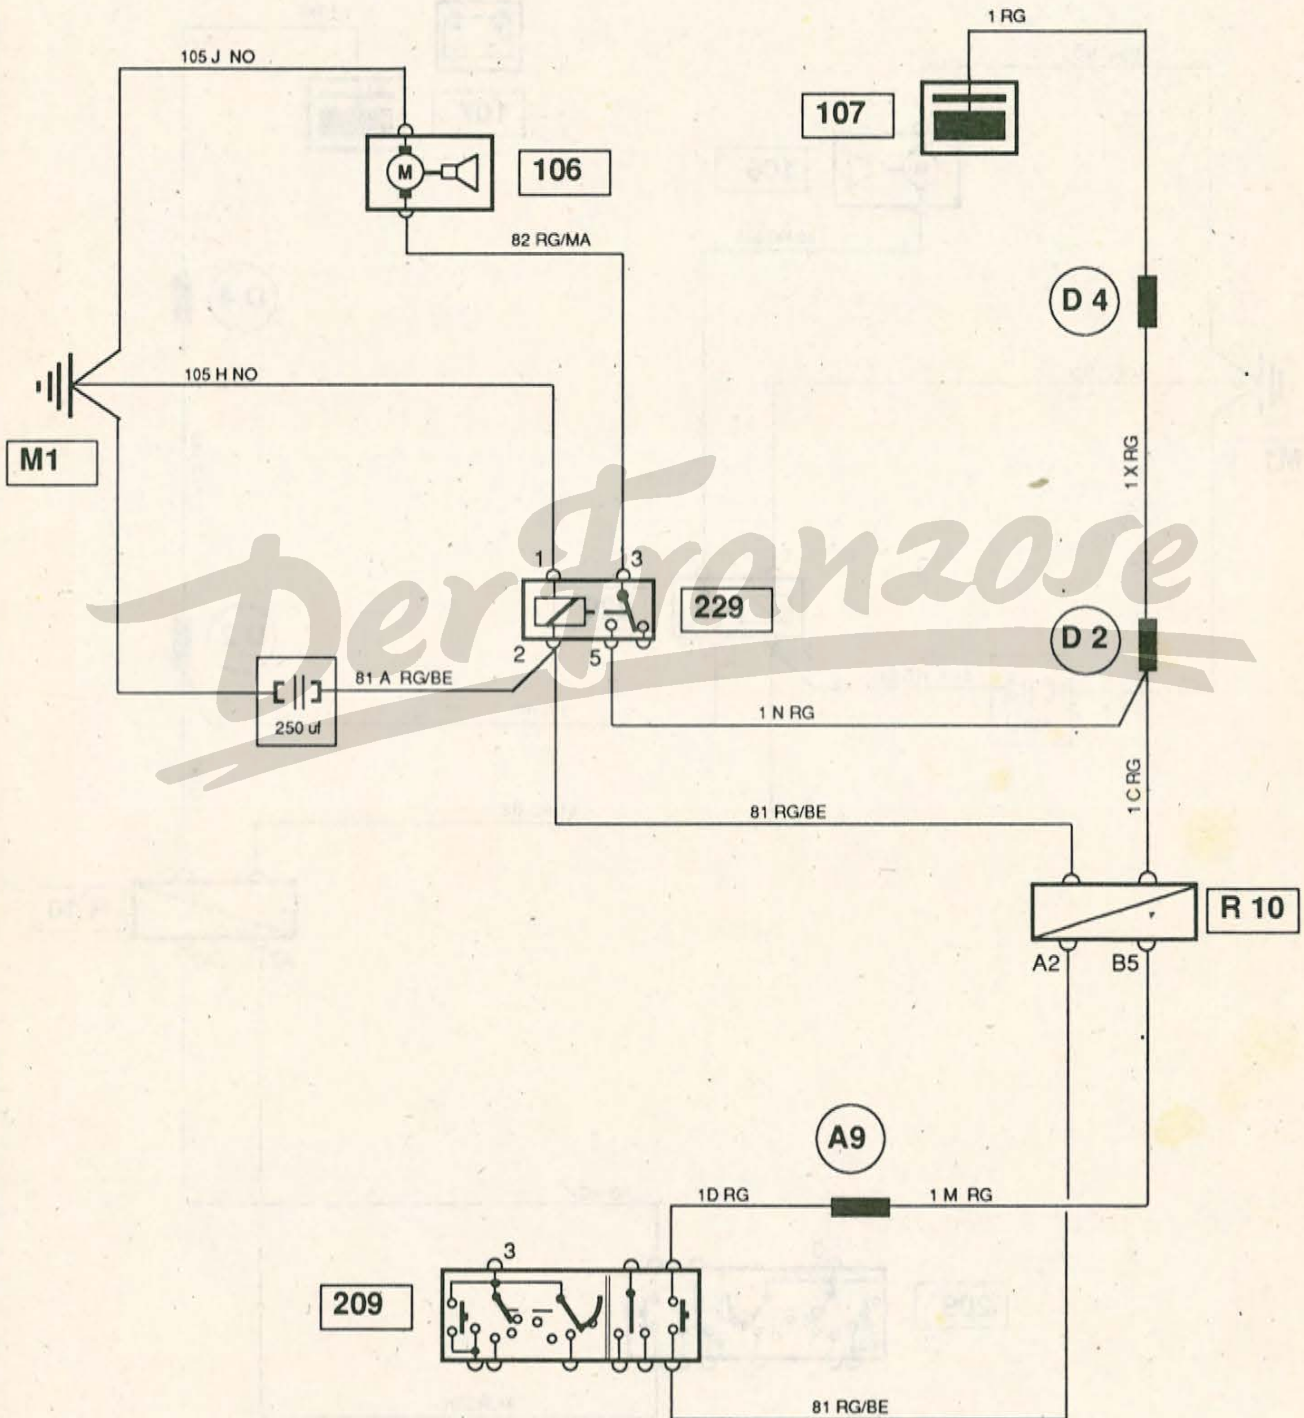 1 RG
105 J NO
107
106
M
82 RG/MA
D 4
105 H NO
M1
1 X RG
Der Franzose
1
3
229
D 2
2
5
81 A RG/BE
1 N RG
250 uf
1 C RG
81 RG/BE
R 10
A2
B5
A9
1D RG
1 M RG
3
209
81 RG/BE